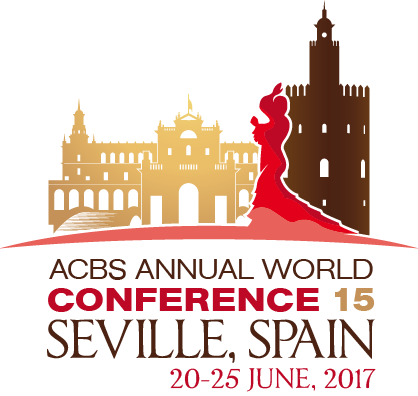 ACBS ANNUAL WORLD
CONFERENCE 15
SEVILLE, SPAIN
20-25 JUNE, 2017